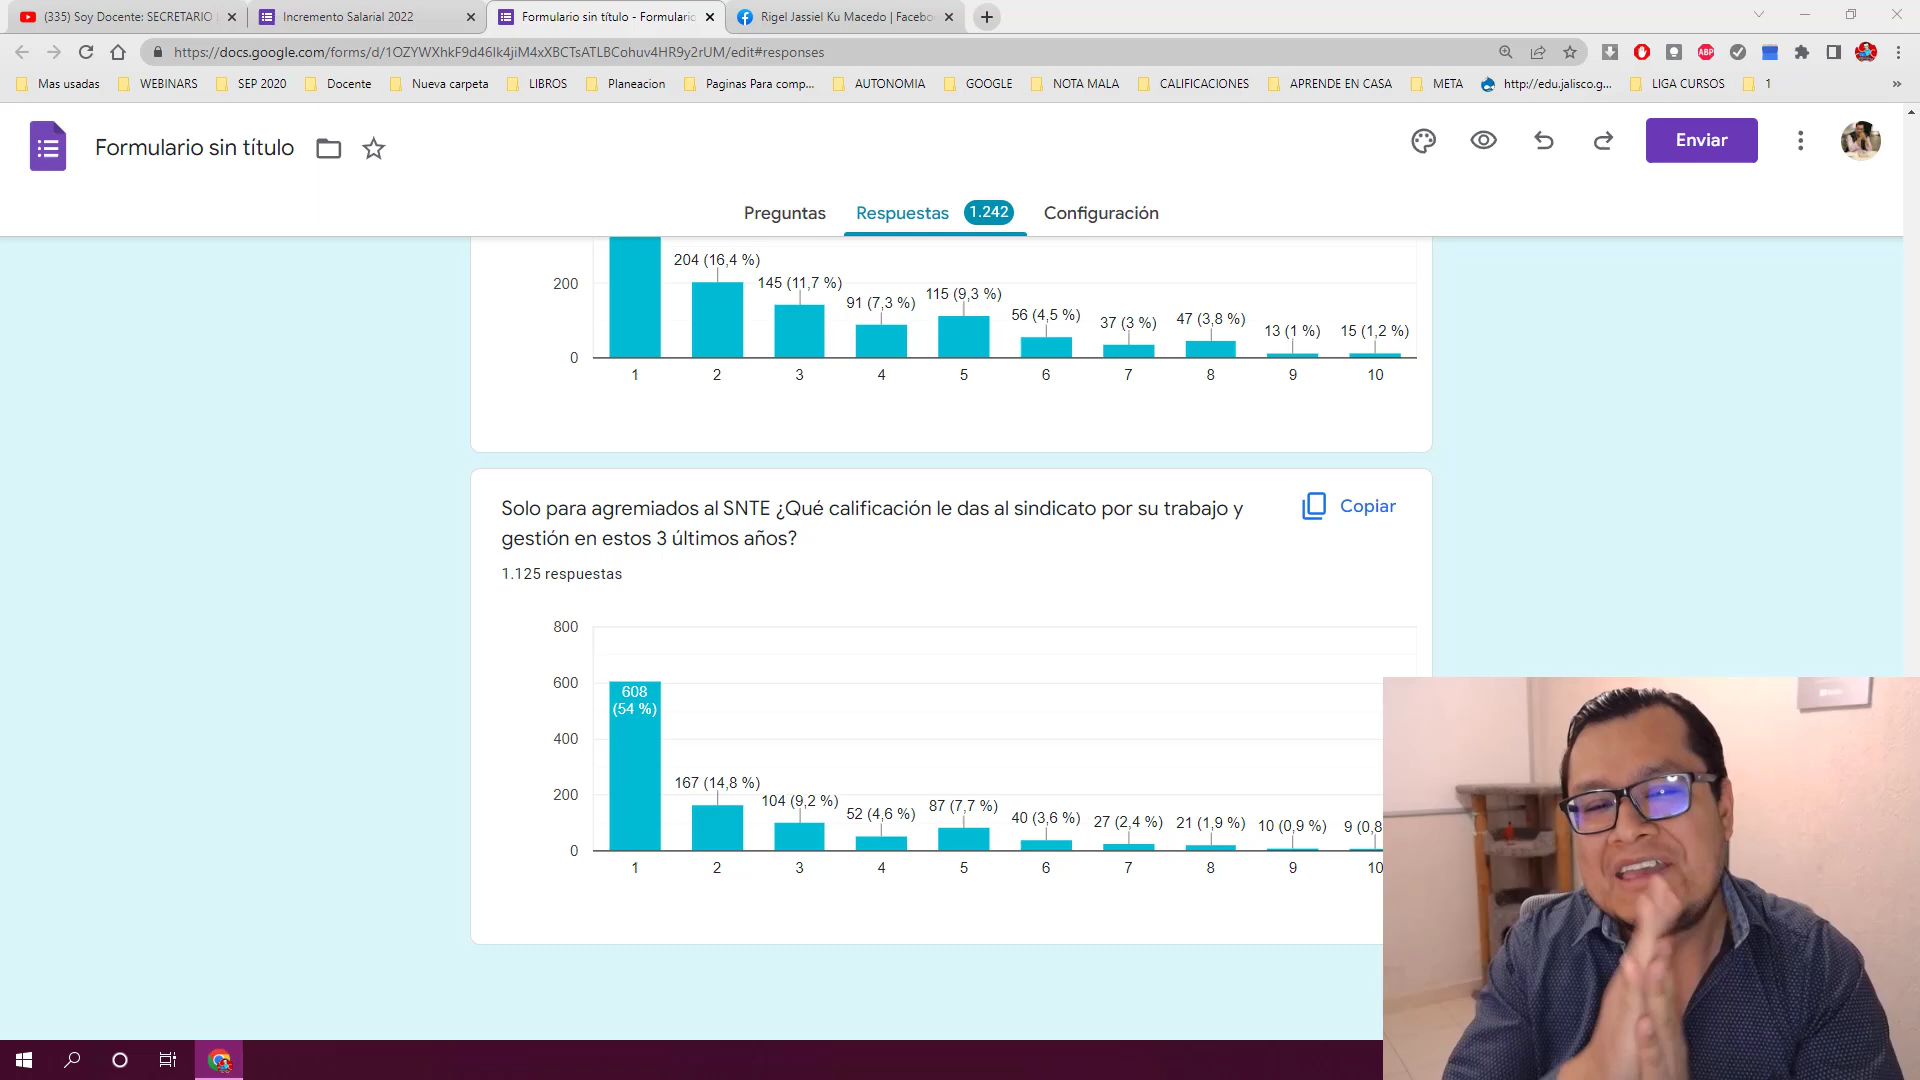 (335) Soy Docente: SECRETARIO
Incremento Salarial 2022
Formulario sin título - Formulario
Rigel Jassiel Ku Macedo | Facebo
https://docs.google.com/forms/d/1OZYWXhkF9d46Ik4jiM4xXBCTsATLBCohuv4HR9y2rUM/edit#responses
ABP
Mas usadas
WEBINARS
SEP 2020
Docente
Nueva carpeta
LIBROS
Planeacion
Paginas Para comp...
AUTONOMIA
GOOGLE
NOTA MALA
CALIFICACIONES
APRENDE EN CASA
META
http://edu.jalisco.g...
LIGA CURSOS
1
»
Formulario sin título
Enviar
Preguntas
Respuestas 1.242
Configuración
204 (16,4 %)
145 (11,7 %)
91 (7,3 %)
115 (9,3 %)
56 (4,5 %)
37 (3 %)
47 (3,8 %)
13 (1 %)
15 (1,2 %)
200
0
1 2 3 4 5 6 7 8 9 10
Solo para agremiados al SNTE ¿Qué calificación le das al sindicato por su trabajo y
gestión en estos 3 últimos años?
Copiar
1.125 respuestas
800
600
400
200
0
608
(54 %)
167 (14,8 %)
104 (9,2 %)
52 (4,6 %)
87 (7,7 %)
40 (3,6 %)
27 (2,4 %)
21 (1,9 %)
10 (0,9 %)
9 (0,8
1 2 3 4 5 6 7 8 9 10